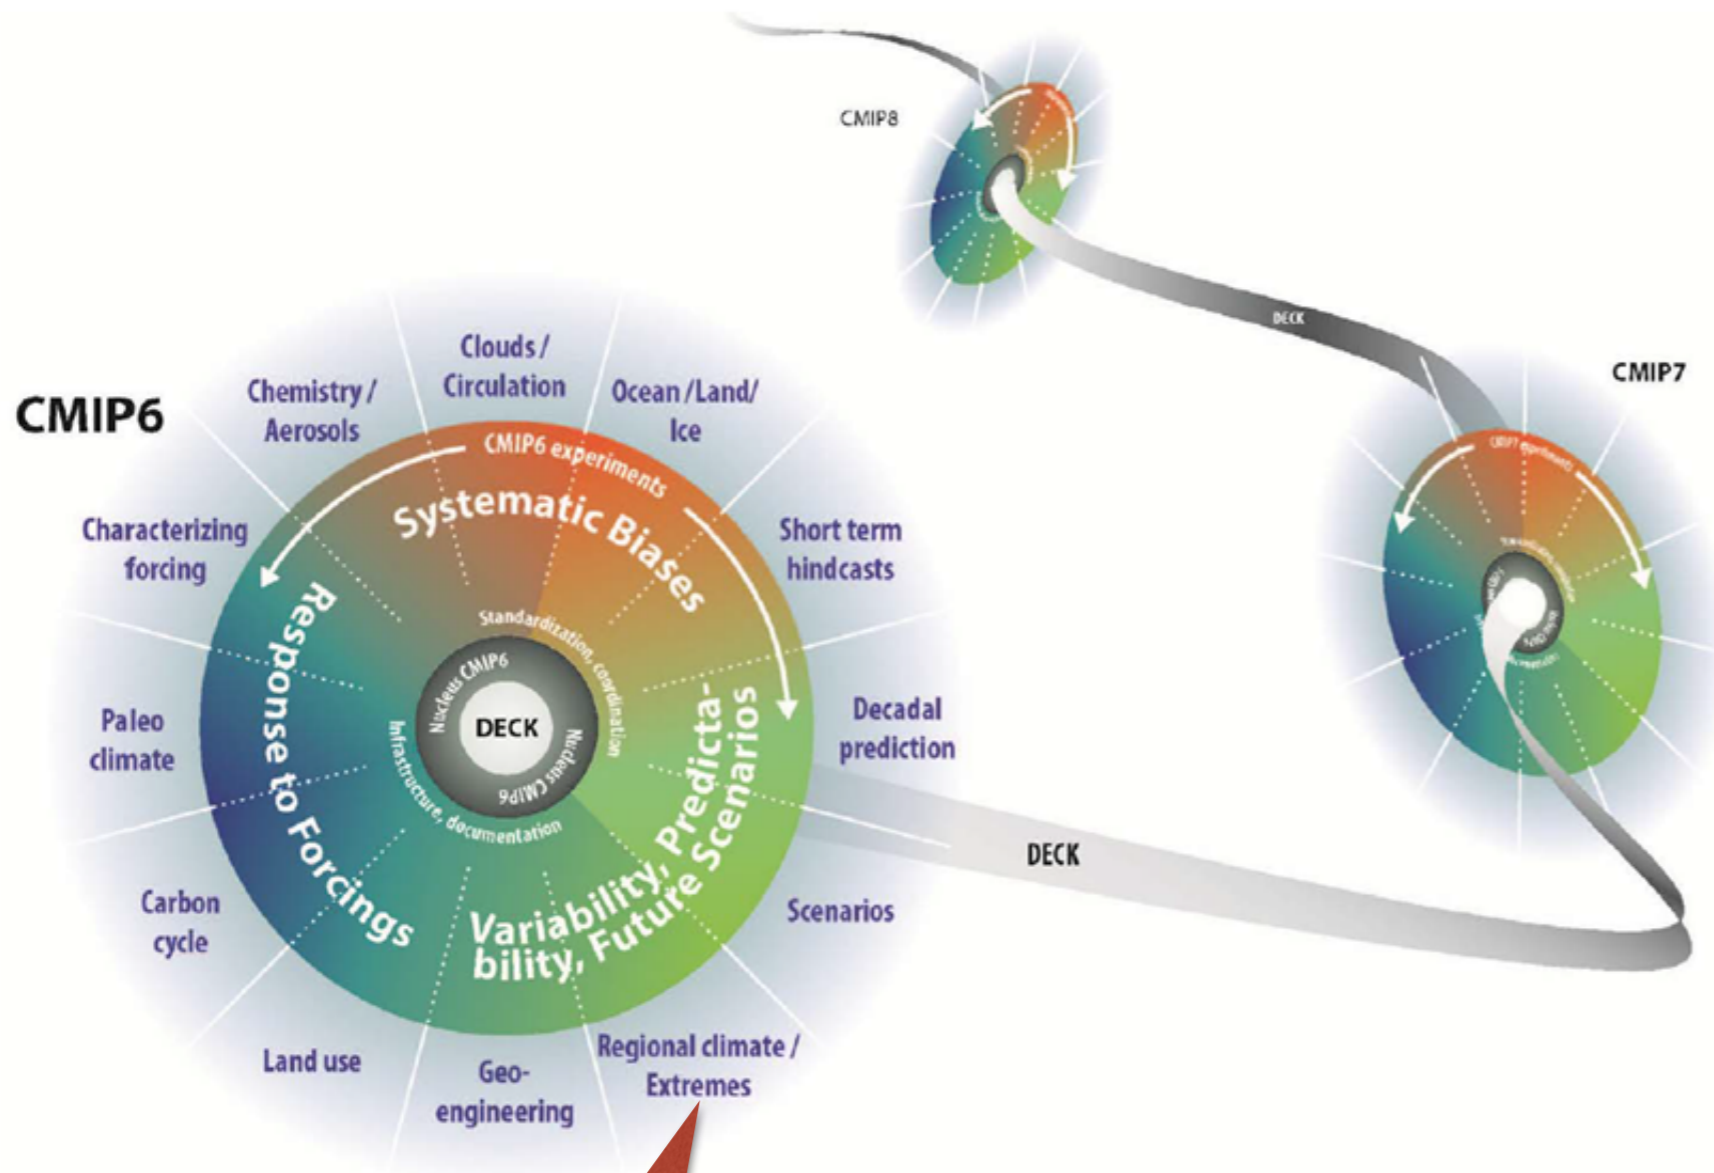 CMIP8
DECK
CMIP7
CMIP7 experiments
CMIP6
Clouds /
Circulation
Chemistry /
Aerosols
Ocean /Land/
Ice
Characterizing
forcing
Short term
hindcasts
Paleo
climate
Decadal
prediction
Carbon
cycle
Scenarios
Land use
Geo-
engineering
Regional climate /
Extremes
CMIP6 experiments
Systematic Biases
Response to Forcings
Variability, Predicta-
bility, Future Scenarios
Standardization, coordination
Infrastructure, documentation
Nucleus CMIP6
Nucleus CMIP6
DECK
DECK